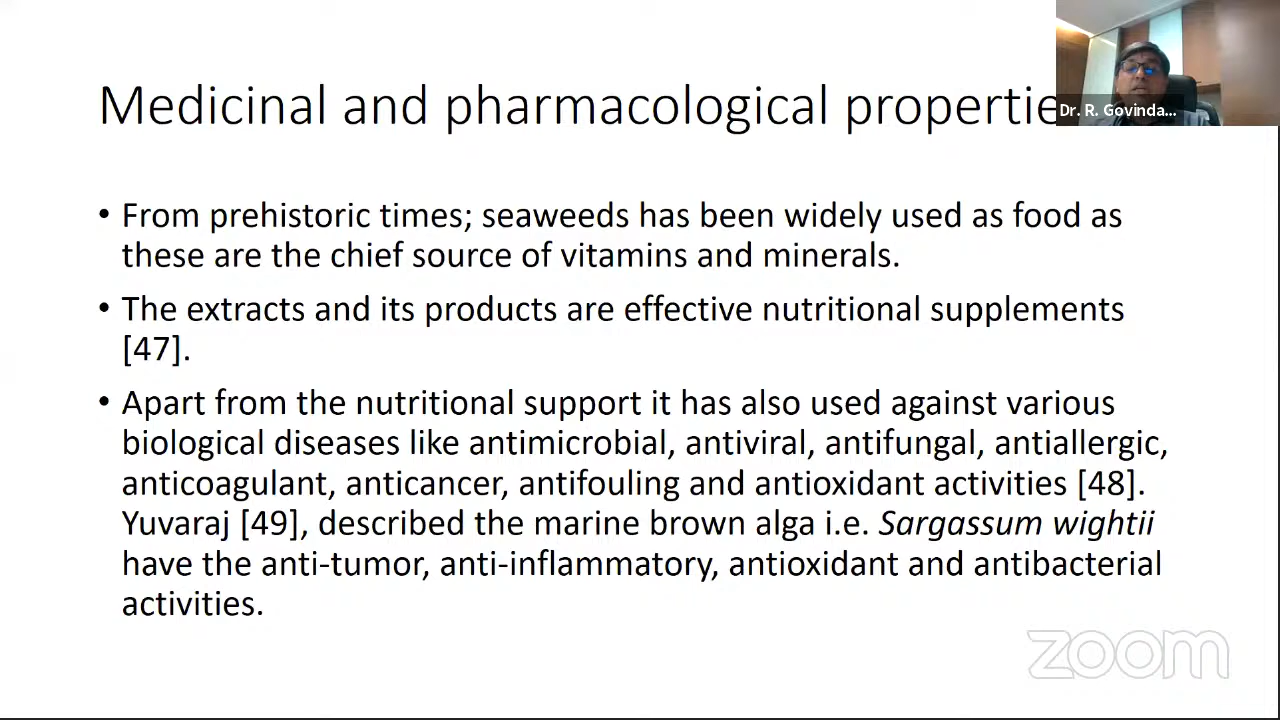 Medicinal and pharmacological propertie
Dr. R. Govinda...
• From prehistoric times; seaweeds has been widely used as food as
these are the chief source of vitamins and minerals.
• The extracts and its products are effective nutritional supplements
[47].
• Apart from the nutritional support it has also used against various
biological diseases like antimicrobial, antiviral, antifungal, antiallergic,
anticoagulant, anticancer, antifouling and antioxidant activities [48].
Yuvaraj [49], described the marine brown alga i.e. Sargassum wightii
have the anti-tumor, anti-inflammatory, antioxidant and antibacterial
activities.
zoom